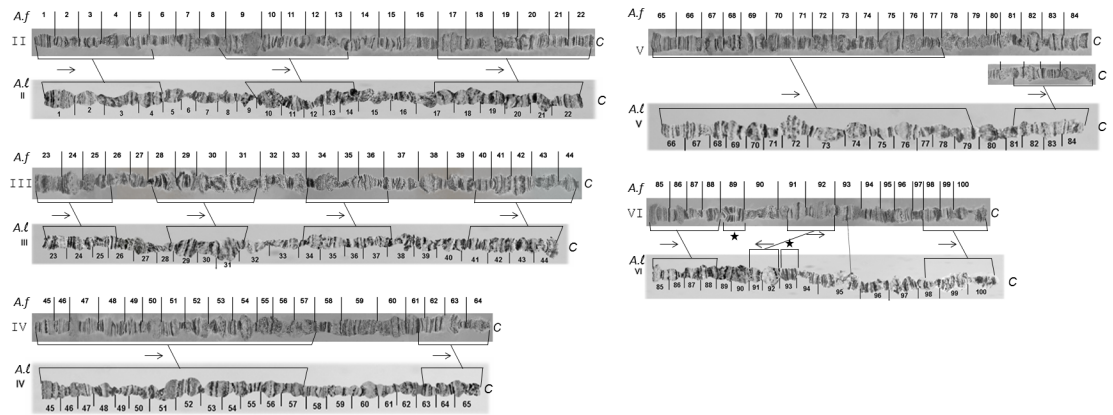 A.f 1 2 3 4 5 6 7 8 9 10 11 12 13 14 15 16 17 18 19 20 21 22
II C
A.l
II C
1 2 3 4 5 6 7 8 9 10 11 12 13 14 15 16 17 18 19 20 21 22
A.f 23 24 25 26 27 28 29 30 31 32 33 34 35 36 37 38 39 40 41 42 43 44
III C
A.l
III C
23 24 25 26 27 28 29 30 31 32 33 34 35 36 37 38 39 40 41 42 43 44
A.f 45 46 47 48 49 50 51 52 53 54 55 56 57 58 59 60 61 62 63 64
IV C
A.l
IV C
45 46 47 48 49 50 51 52 53 54 55 56 57 58 59 60 61 62 63 64 65
A.f 65 66 67 68 69 70 71 72 73 74 75 76 77 78 79 80 81 82 83 84
V C
C
A.l
V C
66 67 68 69 70 71 72 73 74 75 76 77 78 79 80 81 82 83 84
A.f 85 86 87 88 89 90 91 92 93 94 95 96 97 98 99 100
VI C
A.l
VI C
85 86 87 88 89 90 91 92 93 94 95 96 97 98 99 100